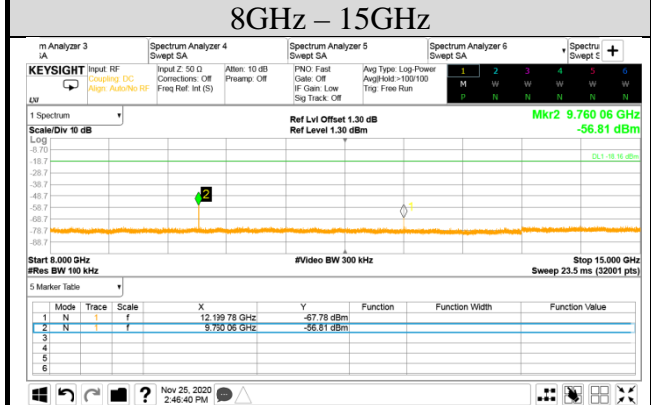 8GHz – 15GHz
m Analyzer 3
Spectrum Analyzer 4
Swept SA
Spectrum Analyzer 5
Swept SA
Spectrum Analyzer 6
Swept SA
Spectru
Swept S
+
KEYSIGHT
Input: RF
Coupling: DC
Align: Auto/No RF
Input Z: 50 Ω
Corrections: Off
Freq Ref: Int (S)
Atten: 10 dB
Preamp: Off
PNO: Fast
Gate: Off
IF Gain: Low
Sig Track: Off
Avg Type: Log-Power
Avg|Hold:>100/100
Trig: Free Run
1 2 3 4 5 6
M W W W W W
P N N N N N
LXI
1 Spectrum
Scale/Div 10 dB
Ref Lvl Offset 1.30 dB
Ref Level 1.30 dBm
Mkr2 9.760 06 GHz
-56.81 dBm
Log
-8.70
-18.7
DL1 -18.16 dBm
-28.7
-38.7
-48.7
2
-58.7
1
-68.7
-78.7
-88.7
Start 8.000 GHz
#Video BW 300 kHz
Stop 15.000 GHz
#Res BW 100 kHz
Sweep 23.5 ms (32001 pts)
5 Marker Table
Mode Trace Scale X Y Function Function Width Function Value
1 N 1 f 12.199 78 GHz -67.78 dBm
2 N 1 f 9.760 06 GHz -56.81 dBm
3
4
5
6
?
Nov 25, 2020
2:46:40 PM